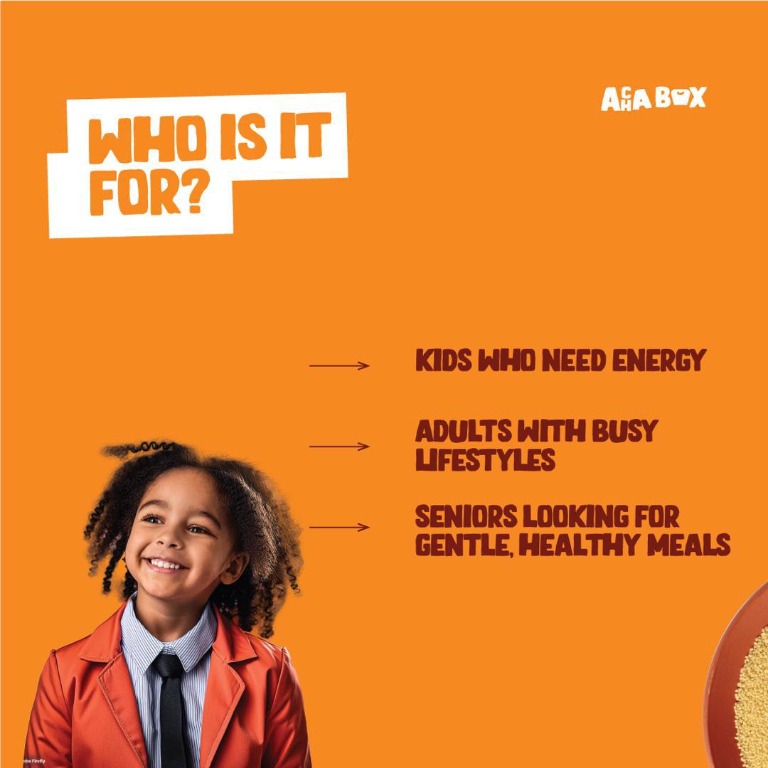 ACHA BOX
WHO IS IT
FOR?
KIDS WHO NEED ENERGY
ADULTS WITH BUSY
LIFESTYLES
SENIORS LOOKING FOR
GENTLE, HEALTHY MEALS